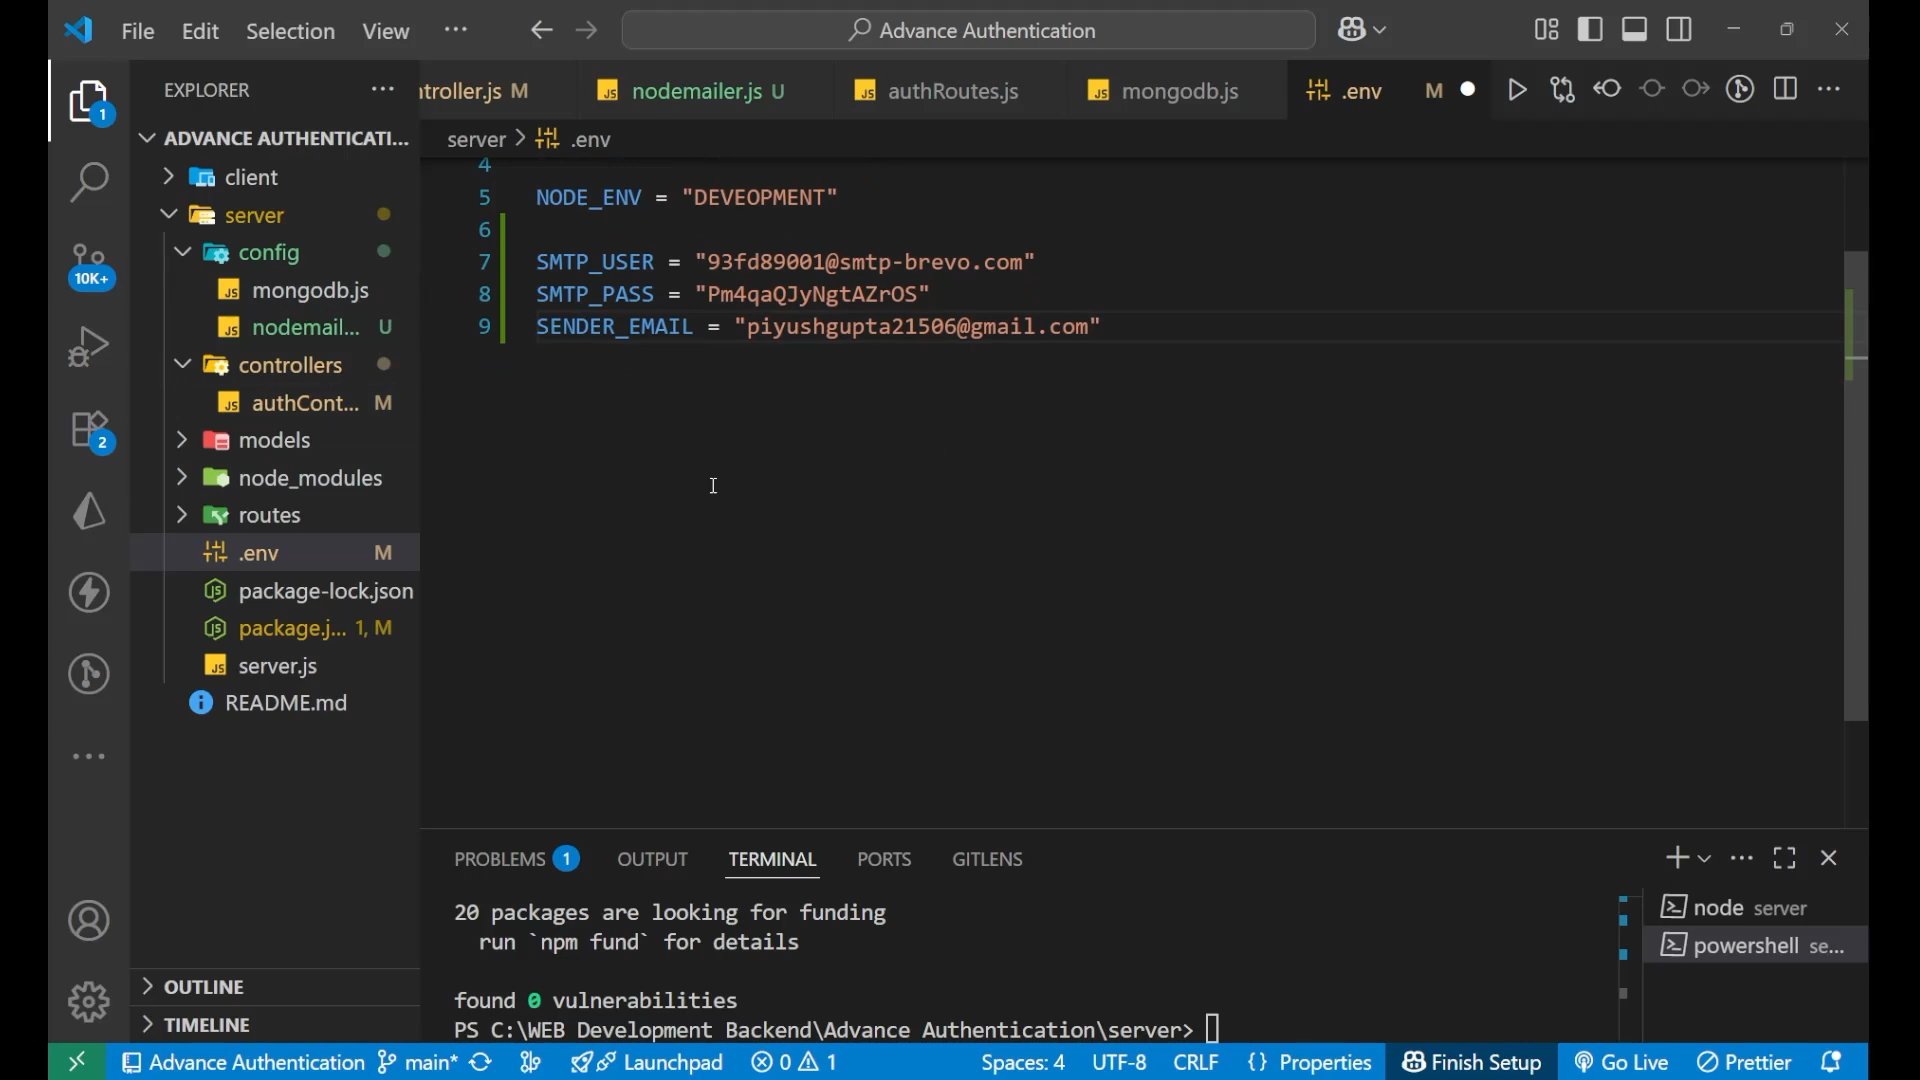 File Edit Selection View ··· Advance Authentication
EXPLORER ···
ntroller.js M nodemailer.js U authRoutes.js mongodb.js .env M
ADVANCE AUTHENTICATI...
server > .env
client
server
config
mongodb.js
nodemail... U
controllers
authCont... M
models
node_modules
routes
.env M
package-lock.json
package.j... 1, M
server.js
README.md
OUTLINE
TIMELINE
1
10K+
2
4
5 NODE_ENV = "DEVEOPMENT"
6
7 SMTP_USER = "93fd89001@smtp-brevo.com"
8 SMTP_PASS = "Pm4qaQJyNgtAZrOS"
9 SENDER_EMAIL = "piyushgupta21506@gmail.com"
PROBLEMS 1 OUTPUT TERMINAL PORTS GITLENS
20 packages are looking for funding
run `npm fund` for details
found 0 vulnerabilities
PS C:\WEB Development Backend\Advance Authentication\server>
node server
powershell se...
Advance Authentication main* Launchpad 0 1 Spaces: 4 UTF-8 CRLF {} Properties Finish Setup Go Live Prettier